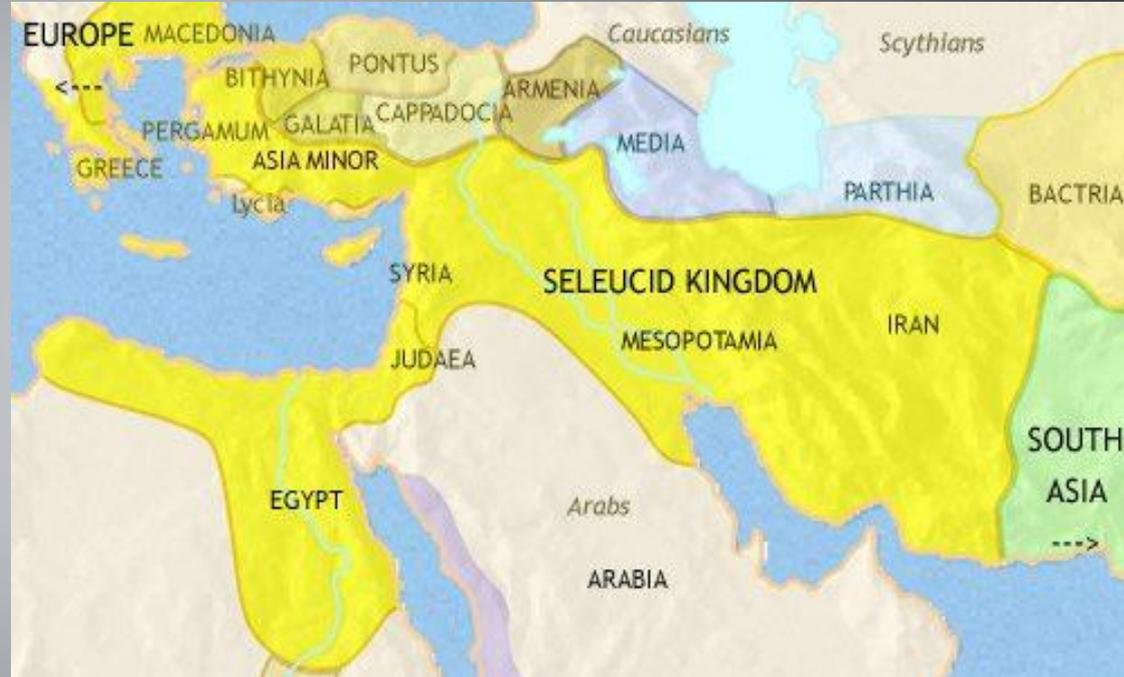 EUROPE
MACEDONIA
Caucasians
Scythians
<---
BITHYNIA
PONTUS
ARMENIA
CAPPADOCIA
PERGAMUM
GALATIA
MEDIA
GREECE
ASIA MINOR
PARTHIA
BACTRIA
Lycia
SYRIA
SELEUCID KINGDOM
IRAN
MESOPOTAMIA
JUDAEA
SOUTH
ASIA
--->
EGYPT
Arabs
ARABIA